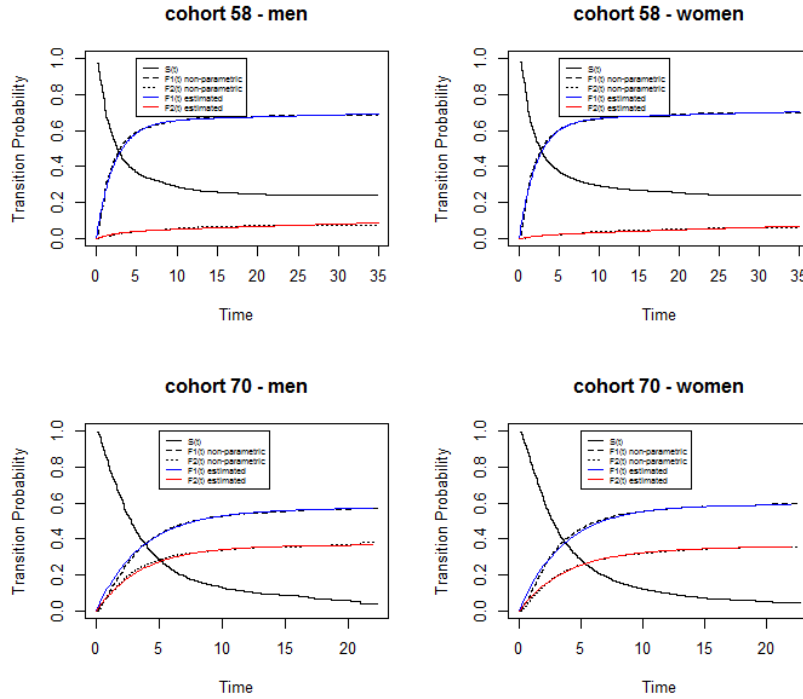 cohort 58 - men
Transition Probability
0.0 0.2 0.4 0.6 0.8 1.0
S(t)
F1(t) non-parametric
F2(t) non-parametric
F1(t) estimated
F2(t) estimated
0 5 10 15 20 25 30 35
Time
cohort 58 - women
Transition Probability
0.0 0.2 0.4 0.6 0.8 1.0
S(t)
F1(t) non-parametric
F2(t) non-parametric
F1(t) estimated
F2(t) estimated
0 5 10 15 20 25 30 35
Time
cohort 70 - men
Transition Probability
0.0 0.2 0.4 0.6 0.8 1.0
S(t)
F1(t) non-parametric
F2(t) non-parametric
F1(t) estimated
F2(t) estimated
0 5 10 15 20
Time
cohort 70 - women
Transition Probability
0.0 0.2 0.4 0.6 0.8 1.0
S(t)
F1(t) non-parametric
F2(t) non-parametric
F1(t) estimated
F2(t) estimated
0 5 10 15 20
Time